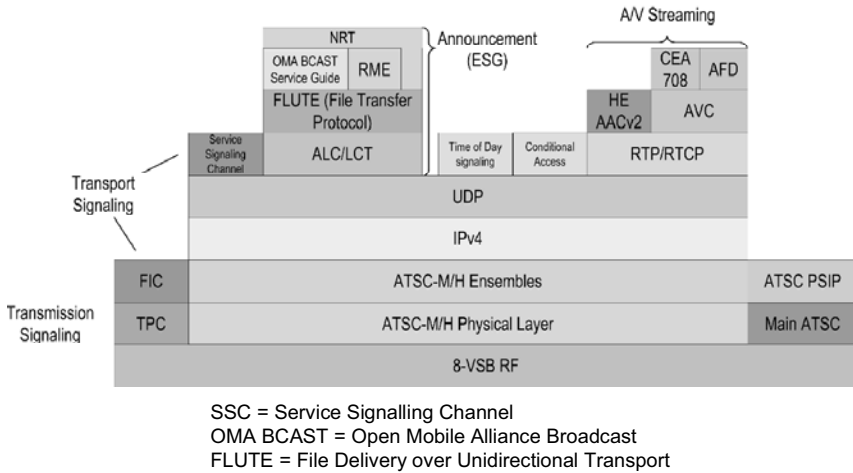 A/V Streaming
NRT
Announcement
(ESG)
OMA BCAST
Service Guide
RME
CEA
708
AFD
FLUTE (File Transfer
Protocol)
HE
AACv2
AVC
Service
Signaling
Channel
ALC/LCT
Time of Day
signaling
Conditional
Access
RTP/RTCP
Transport
Signaling
UDP
IPv4
FIC
ATSC-M/H Ensembles
ATSC PSIP
Transmission
Signaling
TPC
ATSC-M/H Physical Layer
Main ATSC
8-VSB RF
SSC = Service Signalling Channel
OMA BCAST = Open Mobile Alliance Broadcast
FLUTE = File Delivery over Unidirectional Transport